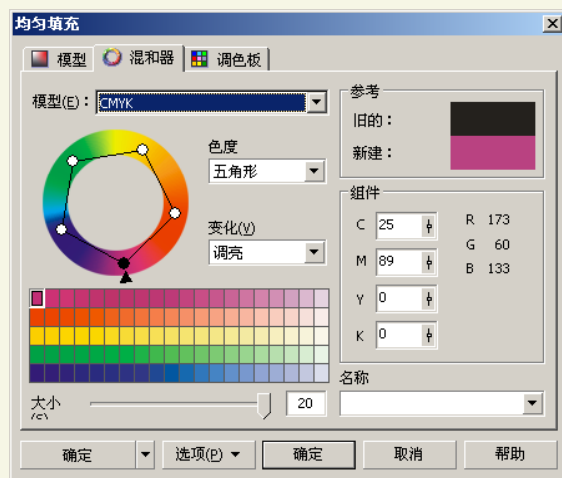 均匀填充
模型 混和器 调色板
模型(E)： CMYK
色度
五角形
变化(V)
调亮
参考
旧的：
新建：
组件
C 25 R 173
M 89 G 60
B 133
Y 0
K 0
大小 20
名称
确定 选项(P) 确定 取消 帮助